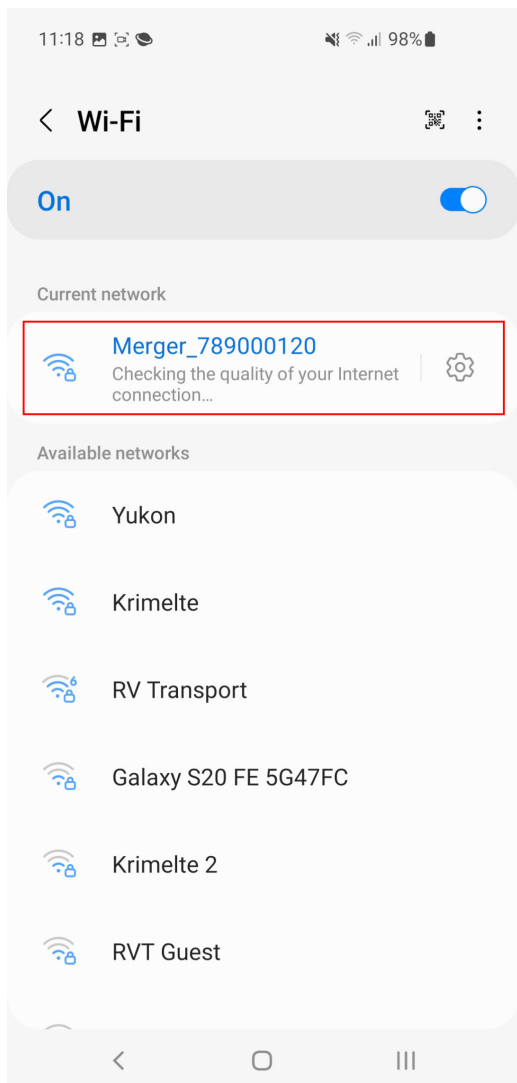 11:18 98%
Wi-Fi
On
Current network
Merger_789000120
Checking the quality of your Internet
connection...
Available networks
Yukon
Krimelte
RV Transport
6
Galaxy S20 FE 5G47FC
Krimelte 2
RVT Guest